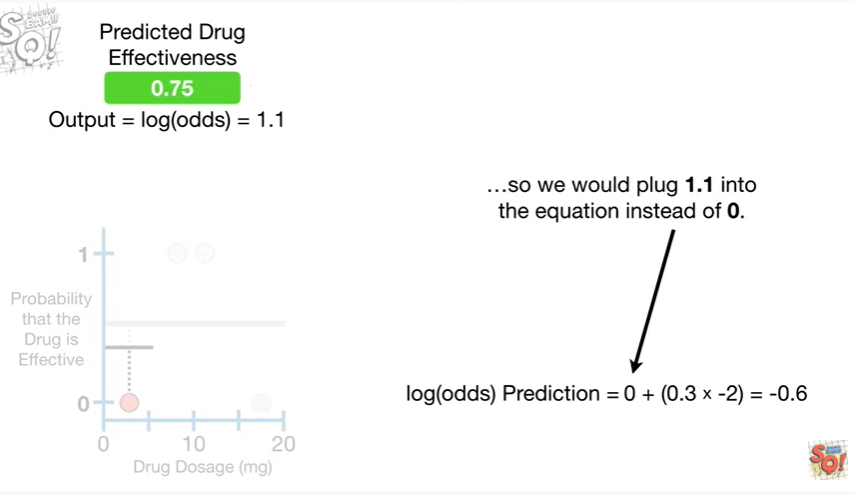 Predicted Drug
Effectiveness
0.75
Output = log(odds) = 1.1
...so we would plug 1.1 into
the equation instead of 0.
1
Probability
that the
Drug is
Effective
0
log(odds) Prediction = 0 + (0.3 × -2) = -0.6
0 10 20
Drug Dosage (mg)
SQ!